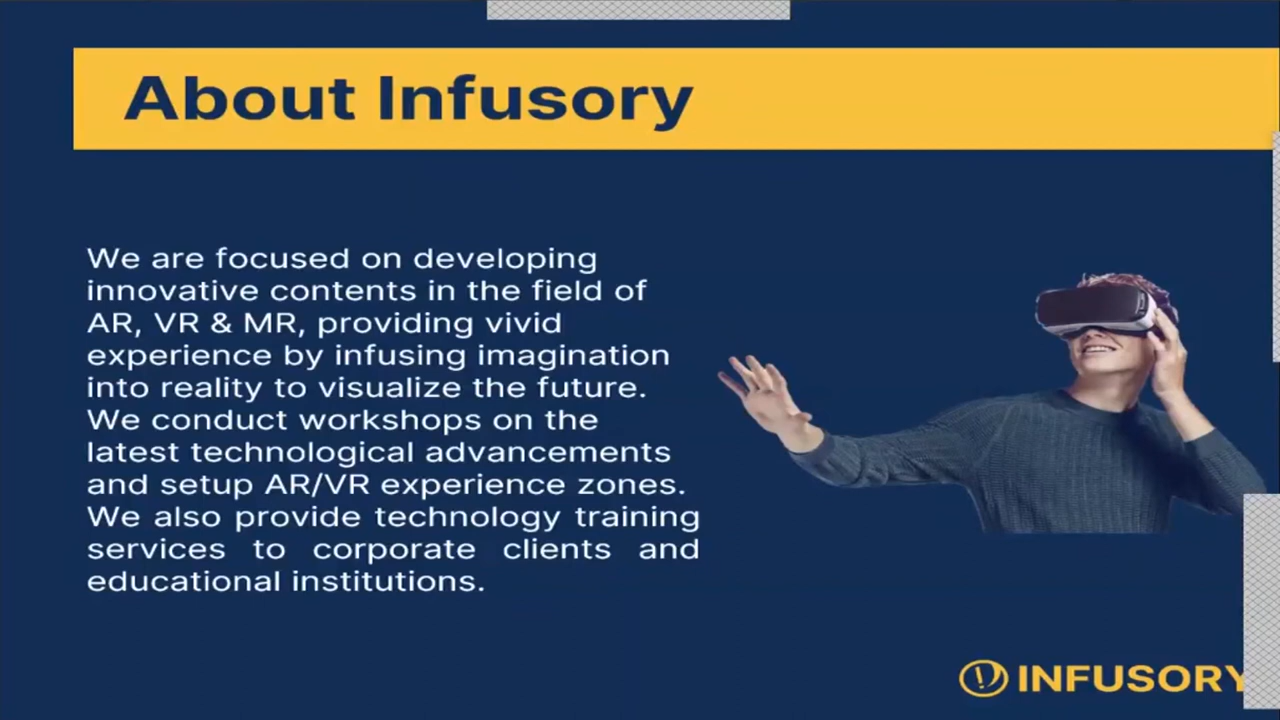 About Infusory
We are focused on developing
innovative contents in the field of
AR, VR & MR, providing vivid
experience by infusing imagination
into reality to visualize the future.
We conduct workshops on the
latest technological advancements
and setup AR/VR experience zones.
We also provide technology training
services to corporate clients and
educational institutions.
INFUSORY